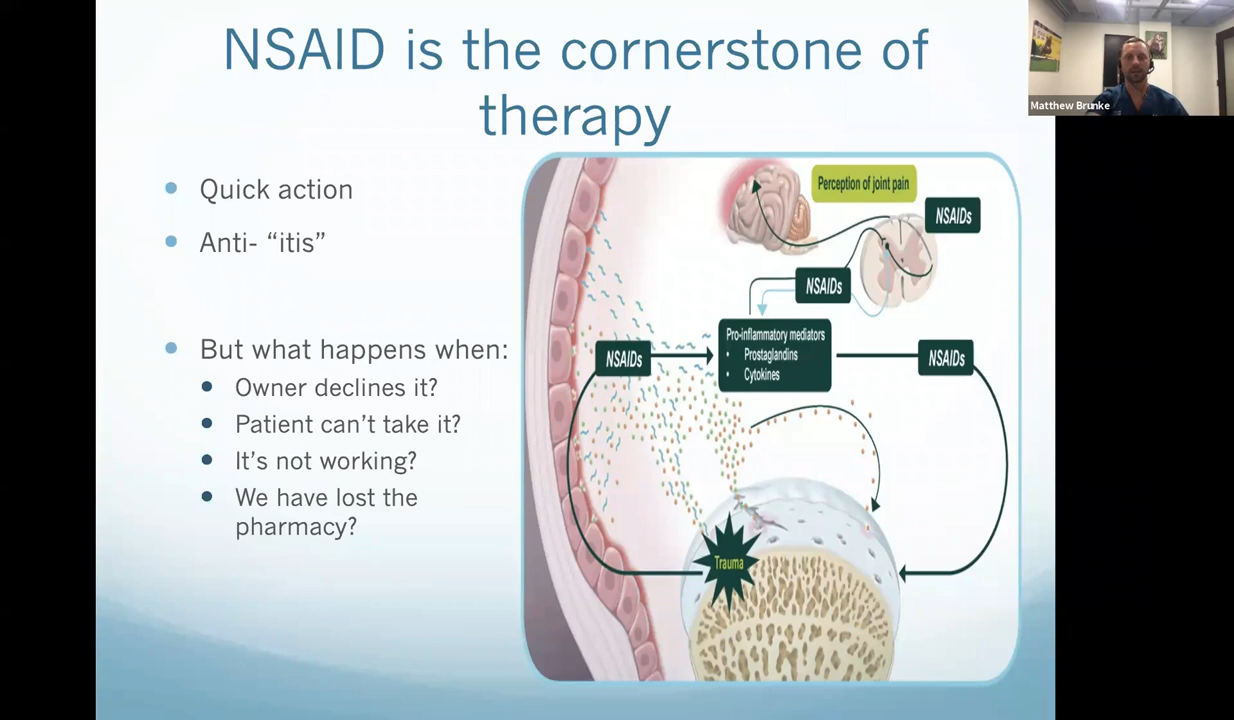 NSAID is the cornerstone of
therapy
Matthew Brunke
Quick action
Anti- “itis”
But what happens when:
Owner declines it?
Patient can’t take it?
It’s not working?
We have lost the
pharmacy?
Perception of joint pain
NSAIDs
NSAIDs
Pro-inflammatory mediators
• Prostaglandins
• Cytokines
NSAIDs
NSAIDs
Trauma